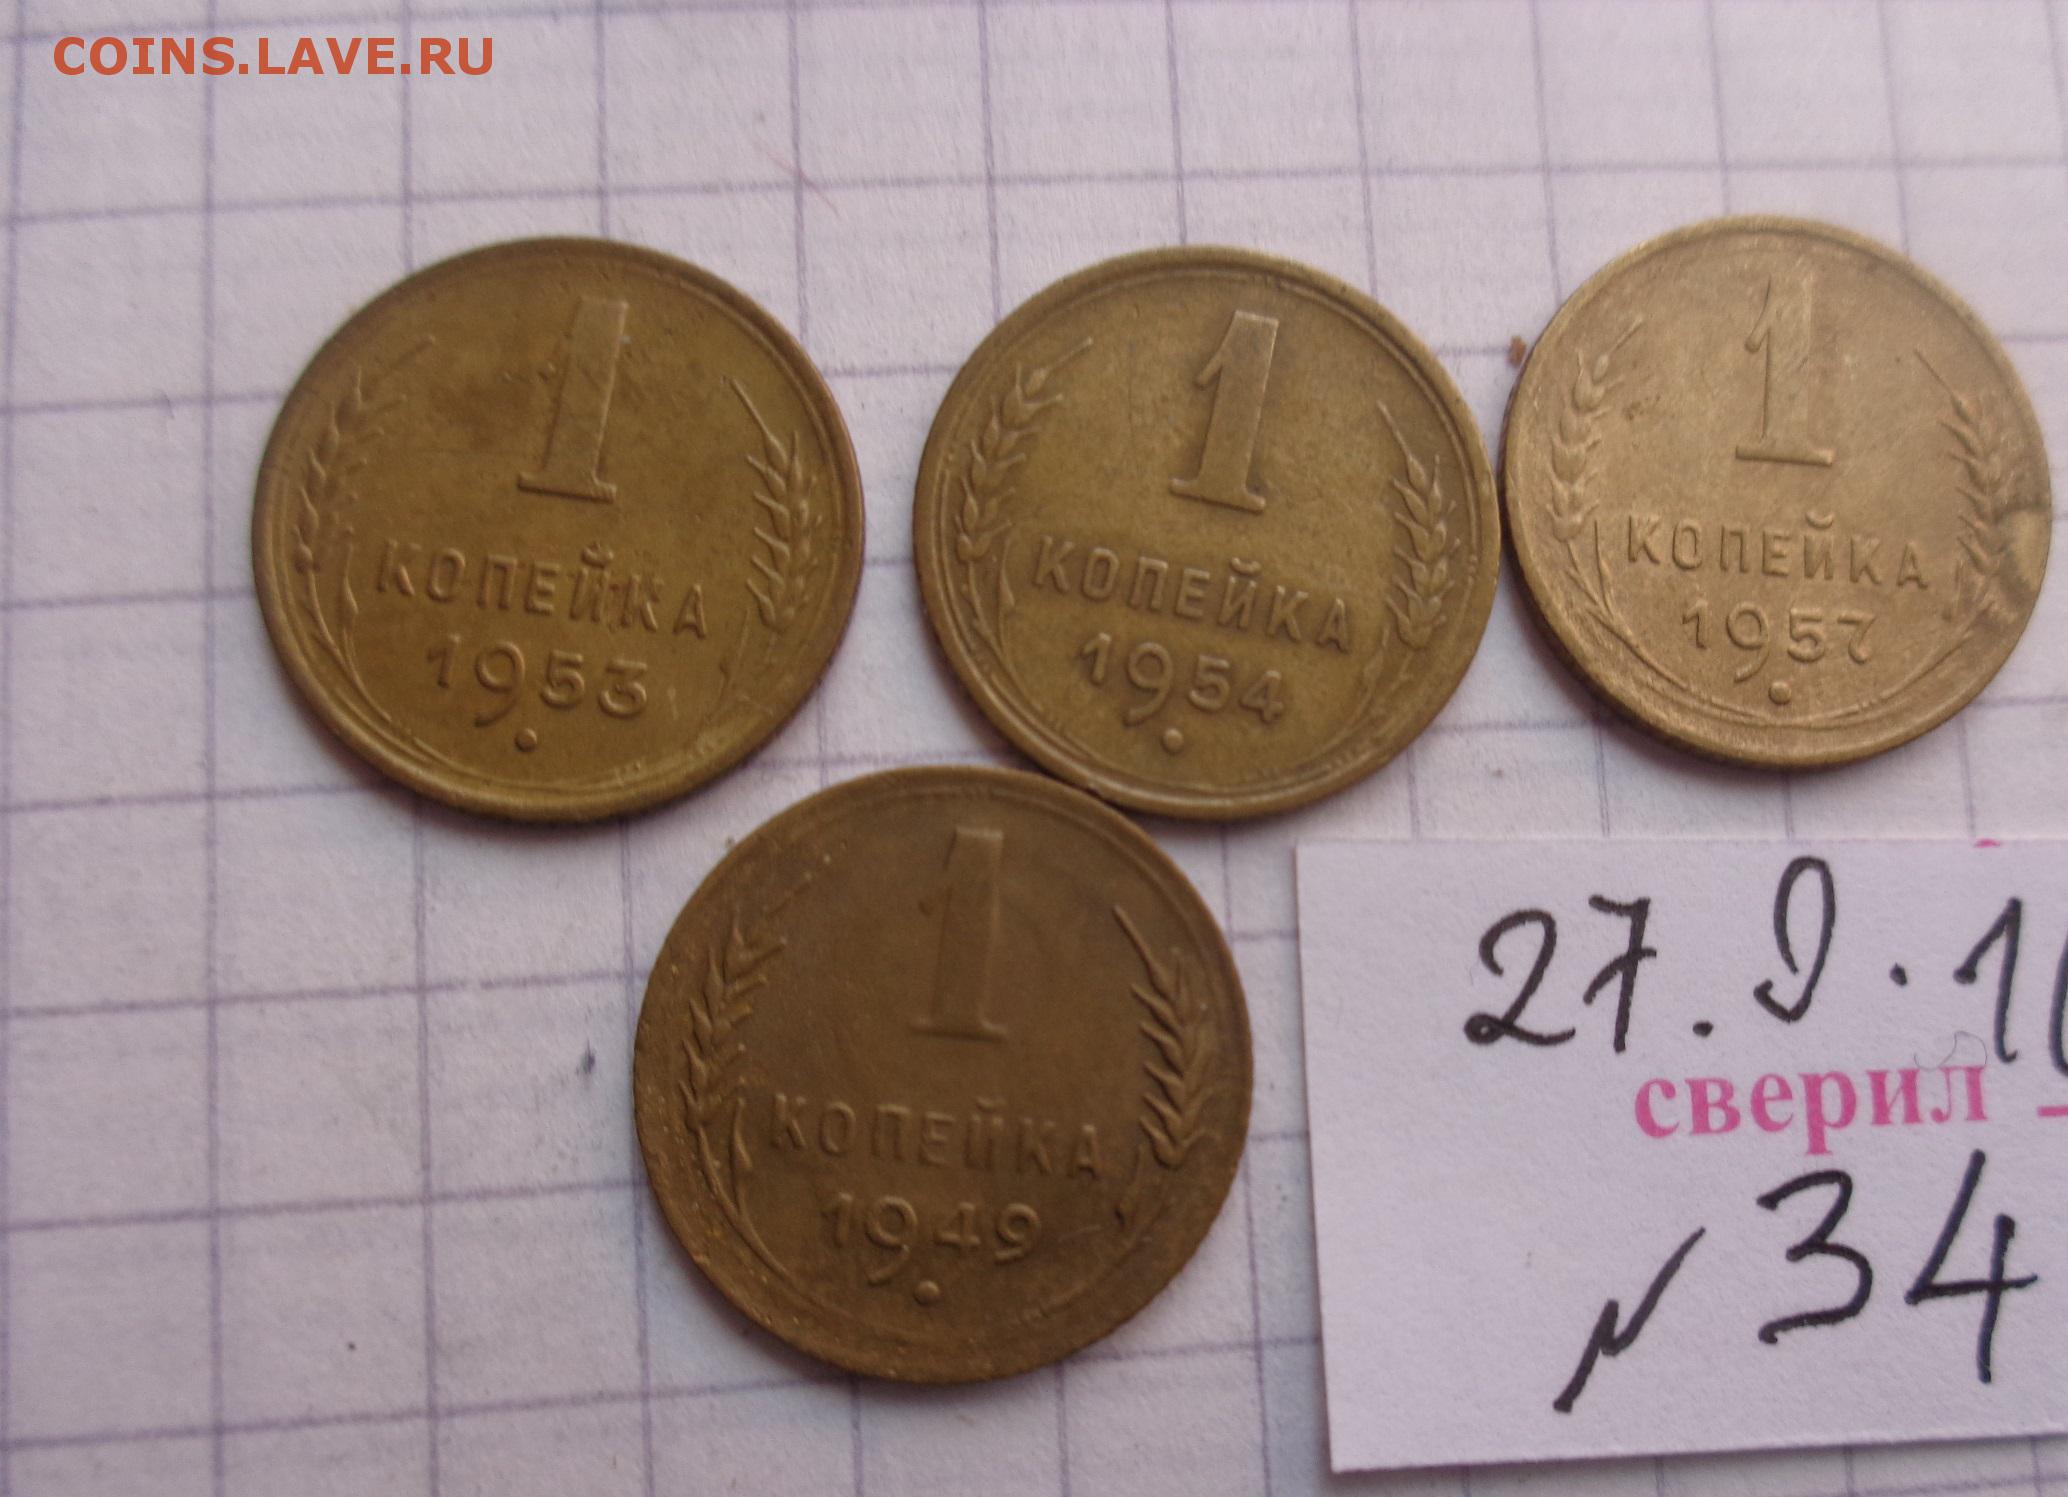 COINS.LAVE.RU
1
КОПЕЙКА
1953
1
КОПЕЙКА
1954
1
КОПЕЙКА
1957
1
КОПЕЙКА
1949
27.9.1
сверил -
N 34